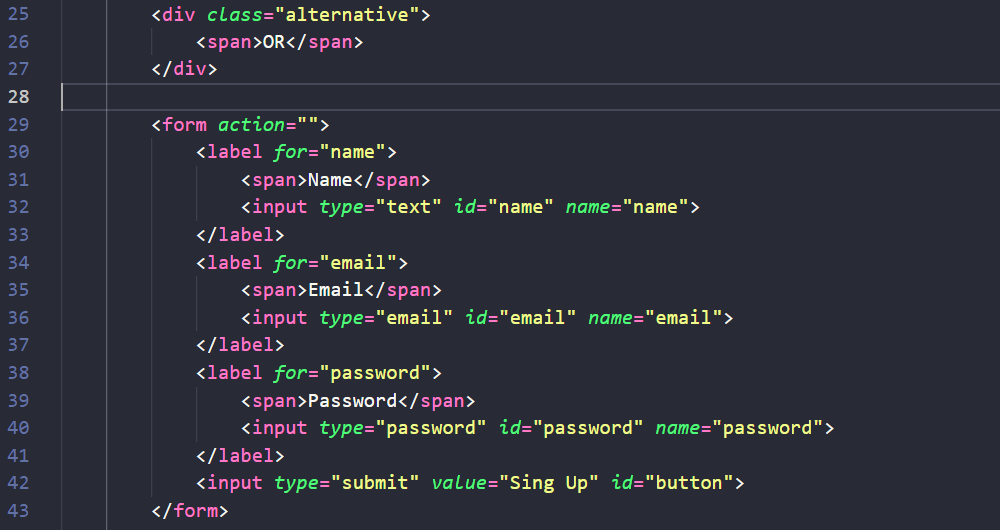 25 <div class="alternative">
26 <span>OR</span>
27 </div>
28
29 <form action="">
30 <label for="name">
31 <span>Name</span>
32 <input type="text" id="name" name="name">
33 </label>
34 <label for="email">
35 <span>Email</span>
36 <input type="email" id="email" name="email">
37 </label>
38 <label for="password">
39 <span>Password</span>
40 <input type="password" id="password" name="password">
41 </label>
42 <input type="submit" value="Sing Up" id="button">
43 </form>